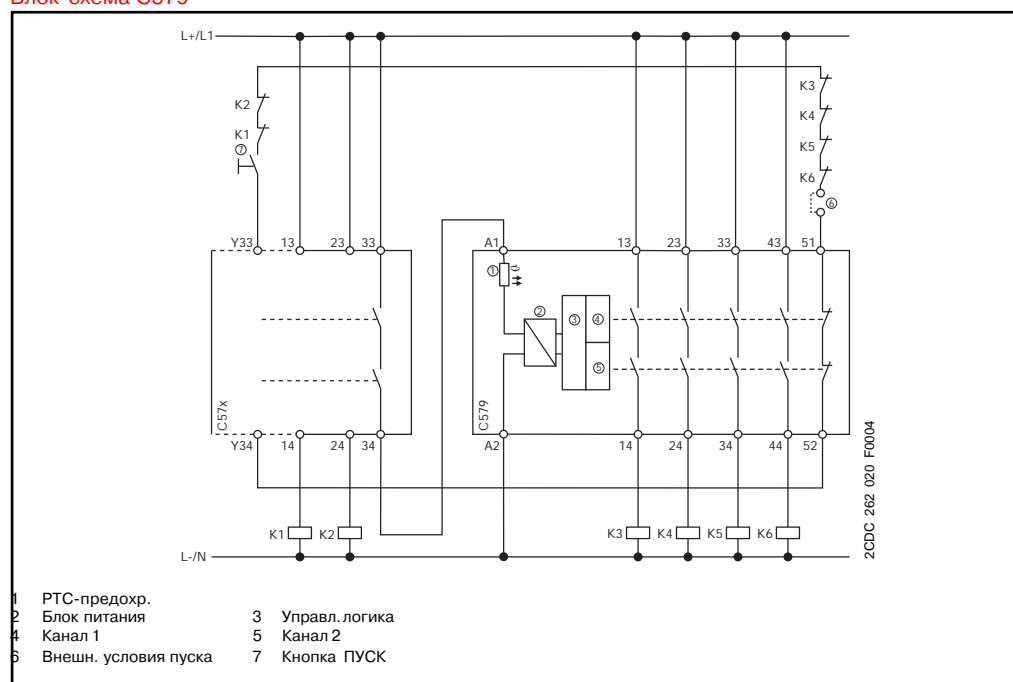 Блок-схема C579
L+/L1
K2
K3
K4
K1
⑦
K5
K6
⑥
Y33 13 23 33 A1 13 23 33 43 51
①
ϑ
②
③ ④
⑤
C57x
C579
Y34 14 24 34 A2 14 24 34 44 52
K1 K2 K3 K4 K5 K6
L-/N
2CDC 262 020 F0004
1 PTC-предохр.
2 Блок питания 3 Управл. логика
4 Канал 1 5 Канал 2
6 Внешн. условия пуска 7 Кнопка ПУСК